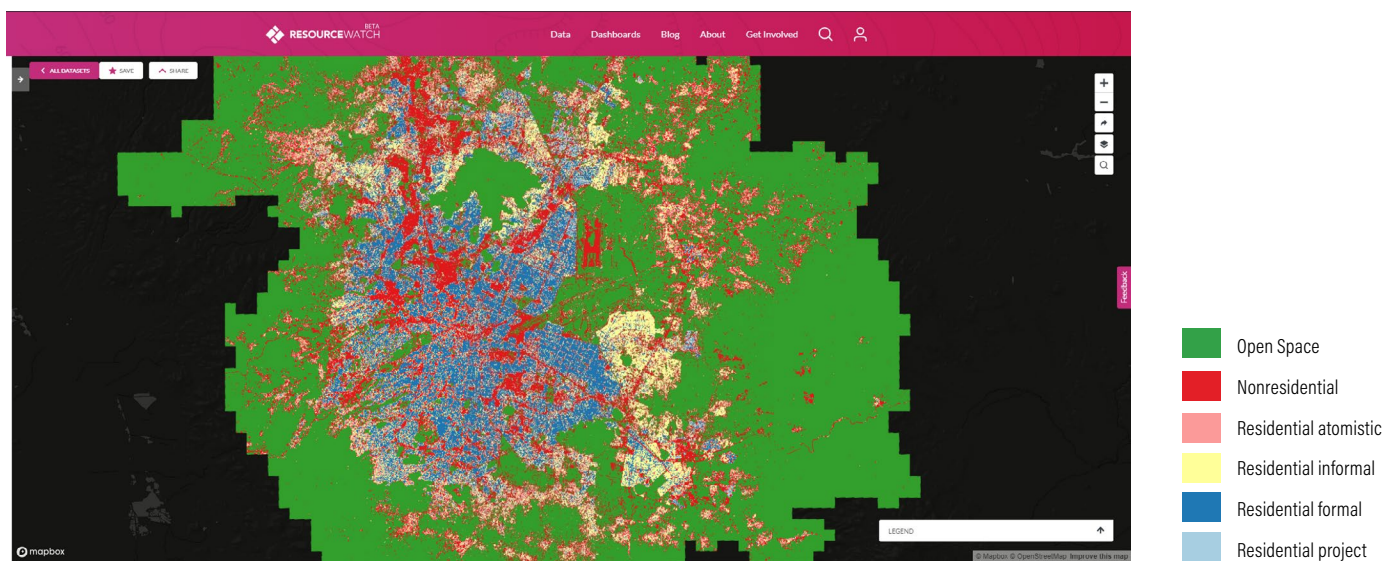 BETA
RESOURCEWATCH
Data Dashboards Blog About Get Involved
ALL DATASETS SAVE SHARE
Feedback
Open Space
Nonresidential
Residential atomistic
Residential informal
Residential formal
Residential project
LEGEND
mapbox
© Mapbox © OpenStreetMap Improve this map